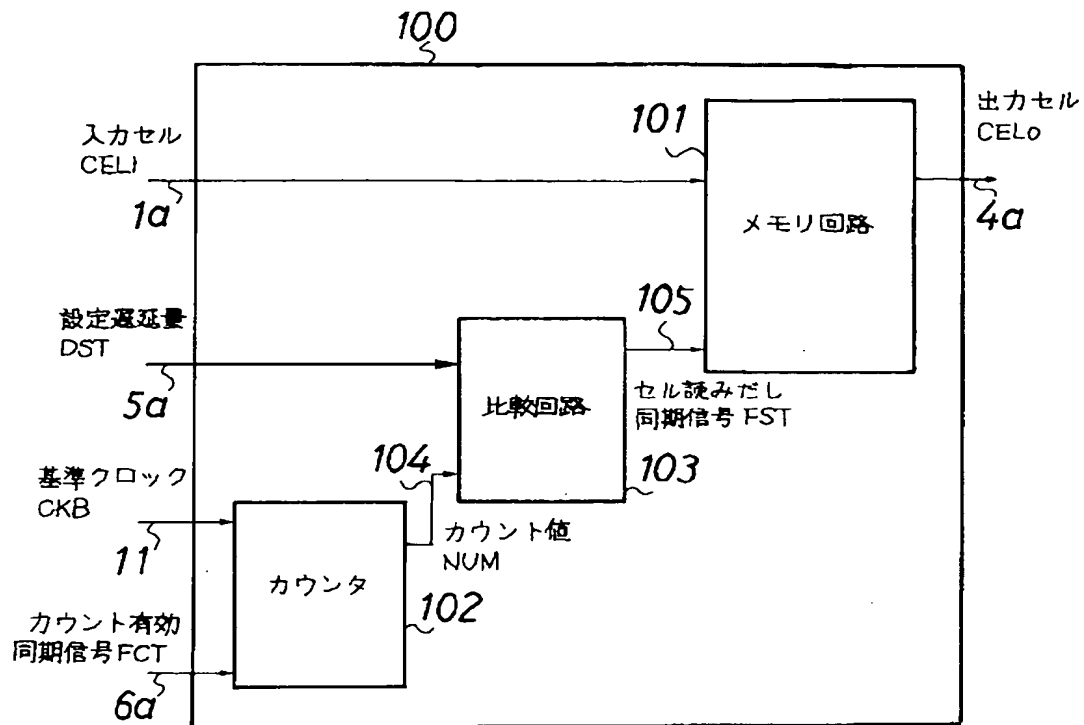 100
入力セル
CELI
1a
101
メモリ回路
出力セル
CELO
4a
設定遅延量
DST
5a
比較回路
105
セル読みだし
同期信号 FST
103
104
基準クロック
CKB
11
カウンタ
カウント値
NUM
102
カウント有効
同期信号FCT
6a